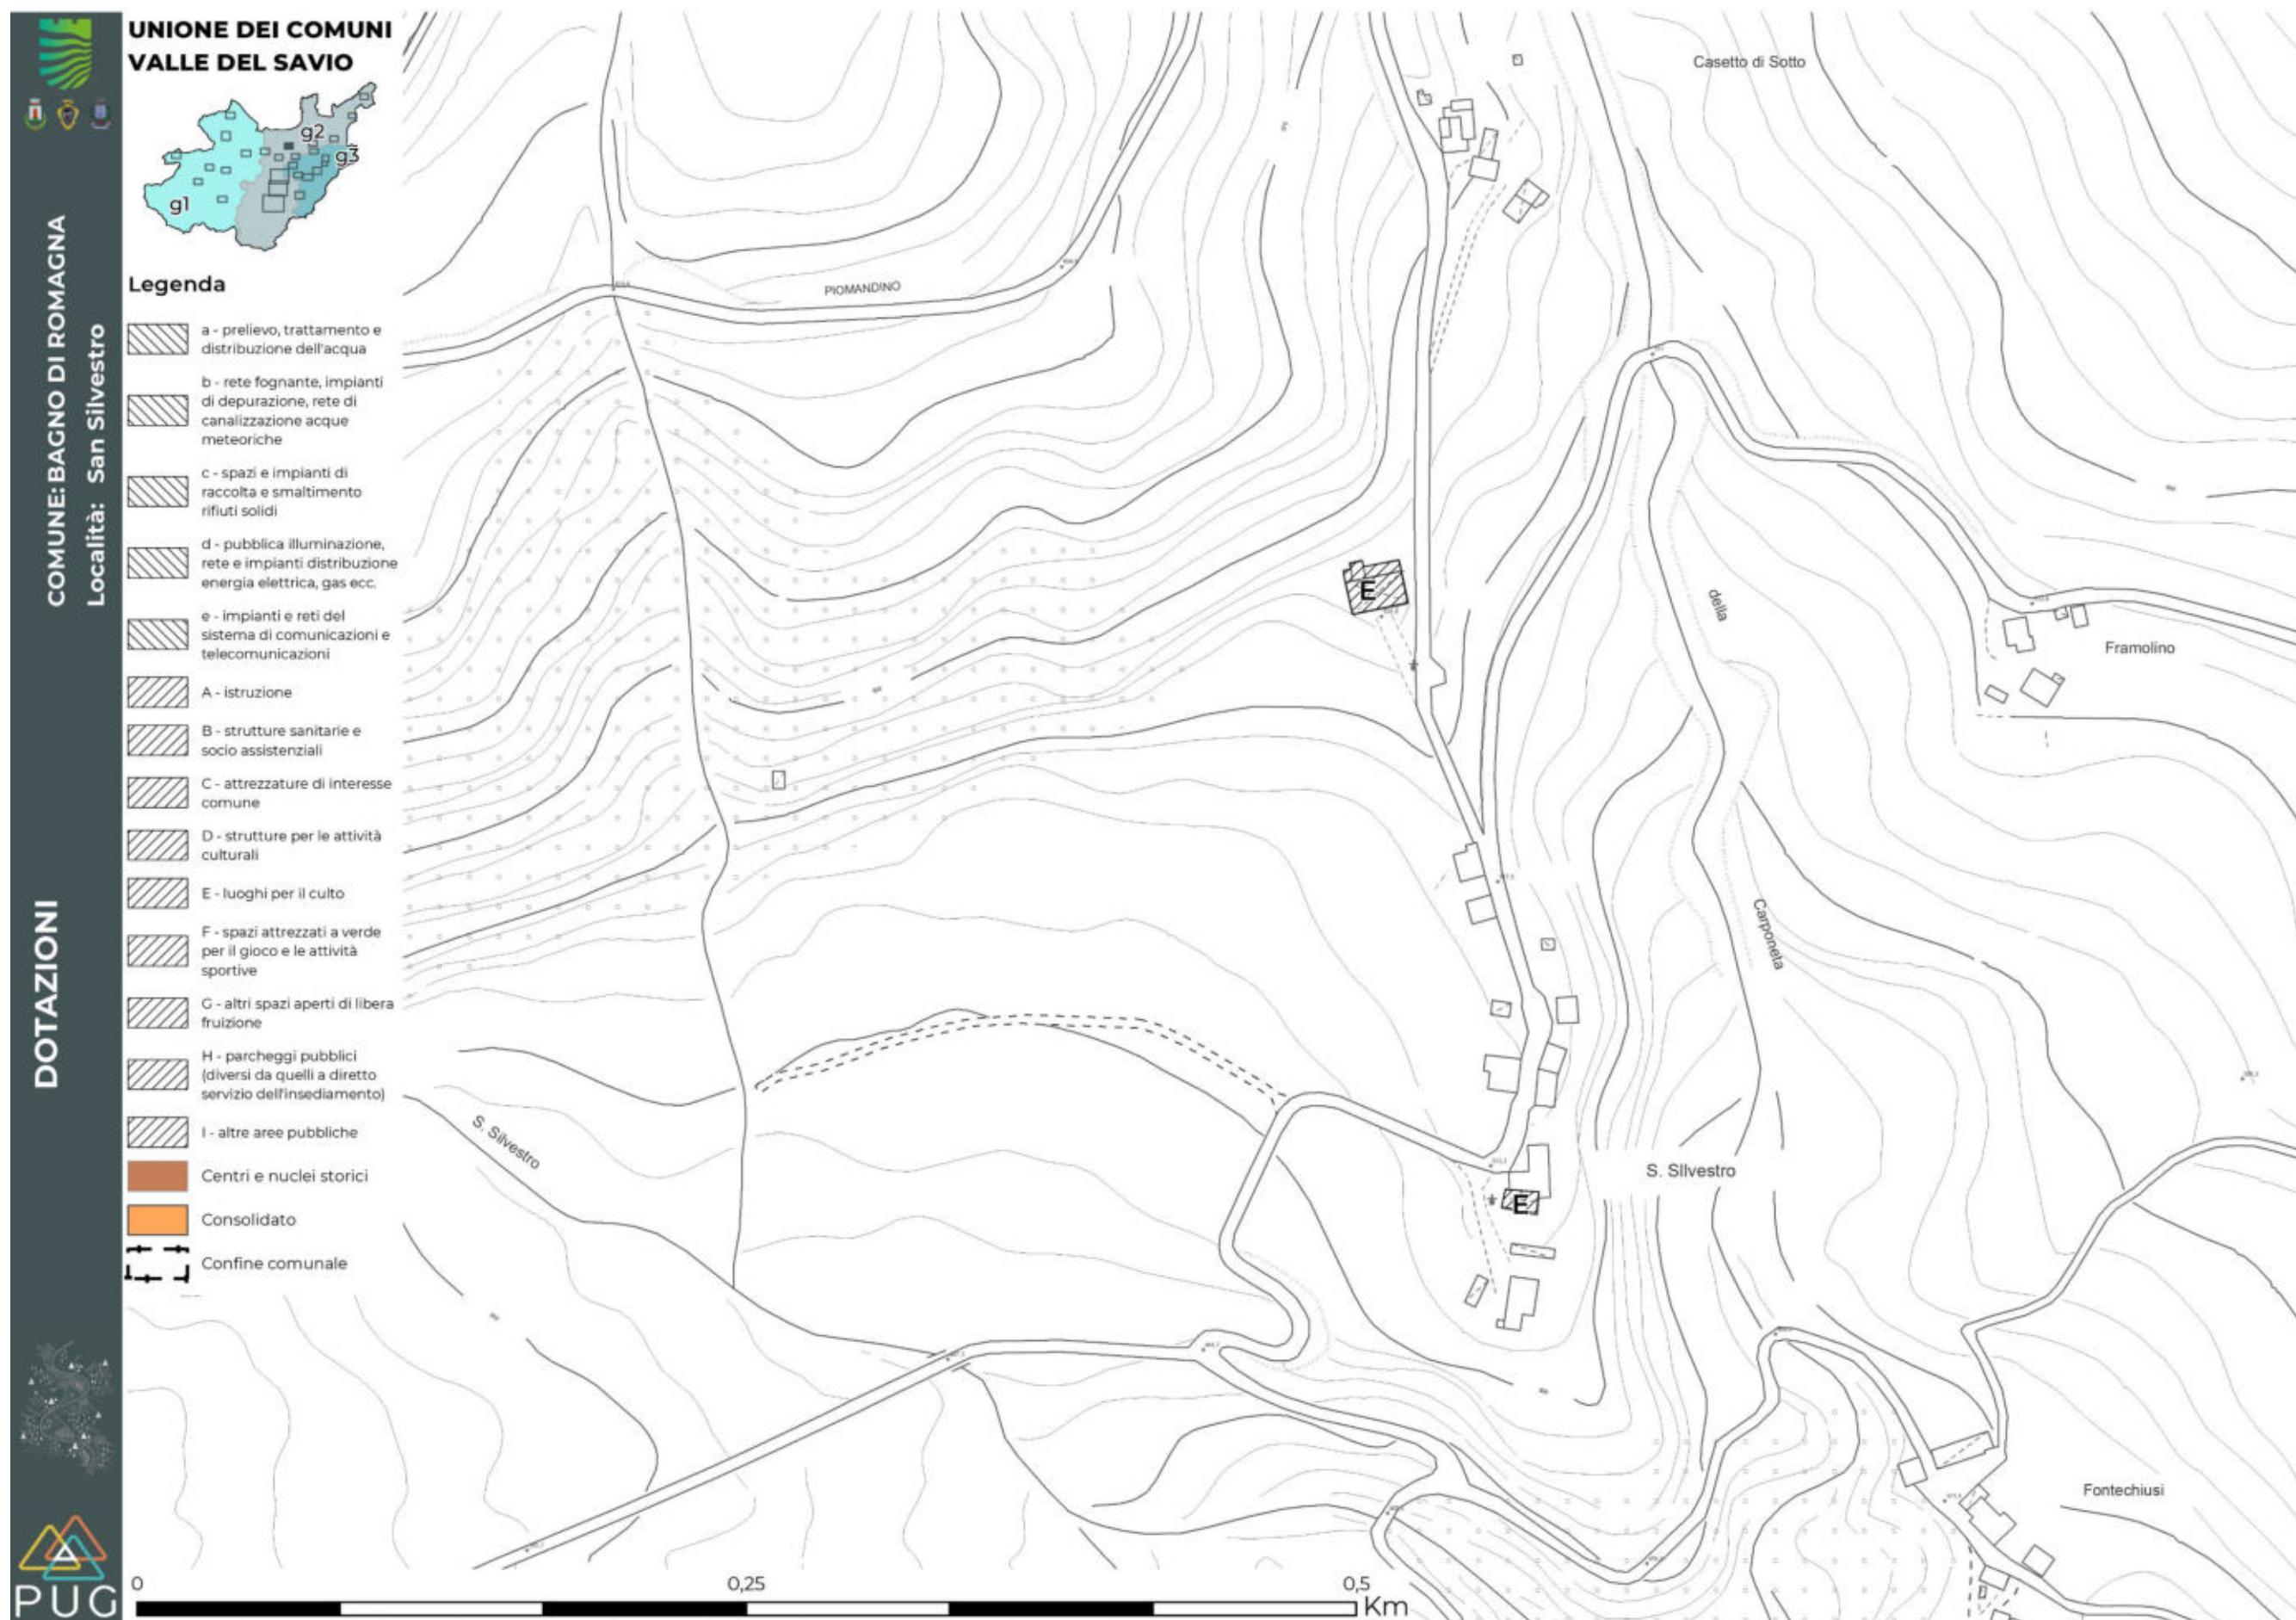 UNIONE DEI COMUNI
VALLE DEL SAVIO
g1
g2
g3
COMUNE: BAGNO DI ROMAGNA
Località: San Silvestro
DOTAZIONI
PUG
Legenda
a - prelievo, trattamento e
distribuzione dell'acqua
b - rete fognante, impianti
di depurazione, rete di
canalizzazione acque
meteoriche
c - spazi e impianti di
raccolta e smaltimento
rifiuti solidi
d - pubblica illuminazione,
rete e impianti distribuzione
energia elettrica, gas ecc.
e - impianti e reti del
sistema di comunicazioni e
telecomunicazioni
A - istruzione
B - strutture sanitarie e
socio assistenziali
C - attrezzature di interesse
comune
D - strutture per le attività
culturali
E - luoghi per il culto
F - spazi attrezzati a verde
per il gioco e le attività
sportive
G - altri spazi aperti di libera
fruizione
H - parcheggi pubblici
(diversi da quelli a diretto
servizio dell'insediamento)
I - altre aree pubbliche
Centri e nuclei storici
Consolidato
Confine comunale
Casetto di Sotto
PIOMANDINO
E
della
Framolino
Carponeta
S. Silvestro
S. SIlvestro
E
Fontechiusi
0
0,25
0,5
Km